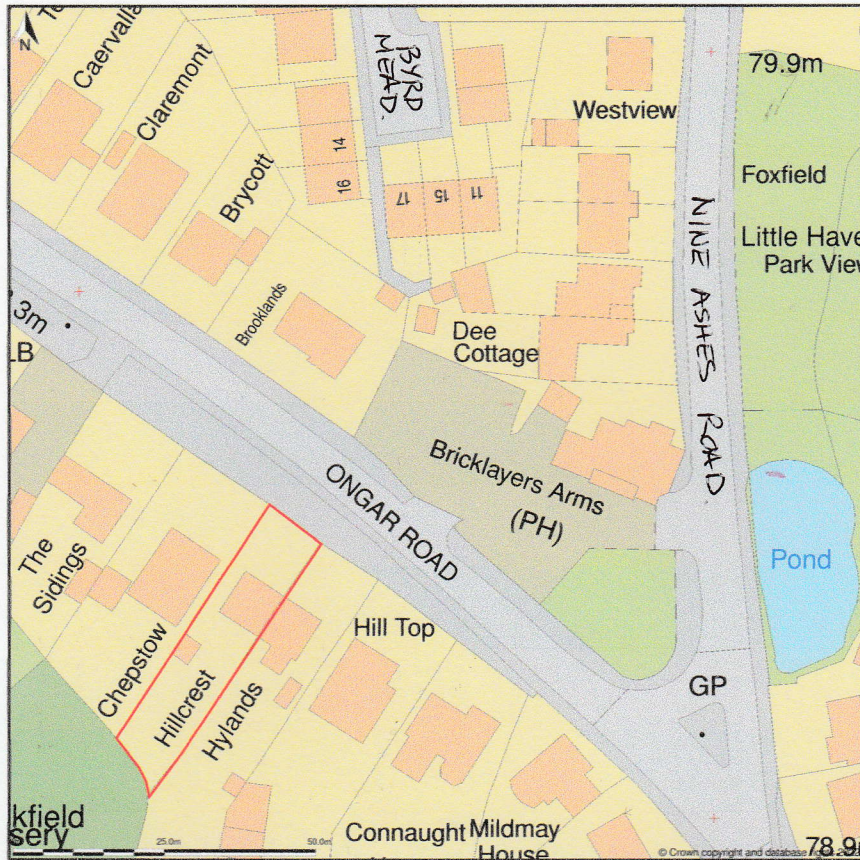 N
Caervalla
Claremont
Brycott
Brooklands
14
16
BYRD
MEAD.
17
15
11
Westview
79.9m
Foxfield
Little Have
Park View
NINE ASHES ROAD
Dee
Cottage
.3m
LB
Bricklayers Arms
(PH)
ONGAR ROAD
Pond
The
Sidings
Chepstow
Hillcrest
Hylands
Hill Top
GP
kfield
sery
25.0m
50.0m
Connaught
Mildmay
House
78.9
© Crown copyright and database